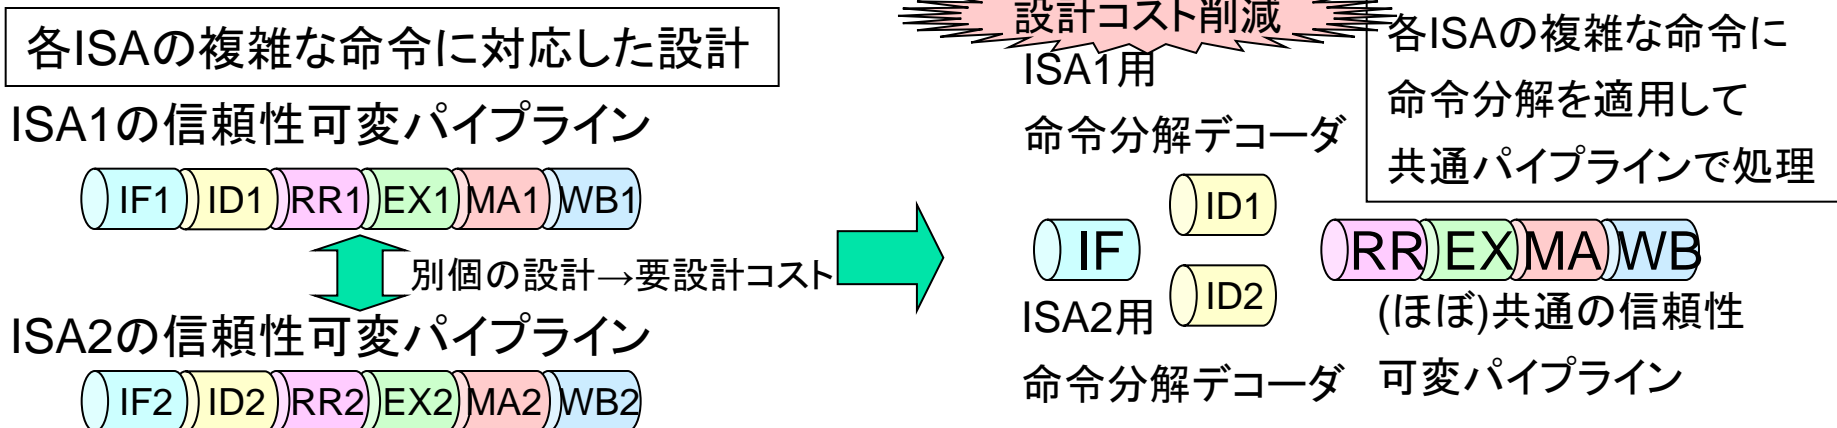 各ISAの複雑な命令に対応した設計
ISA1の信頼性可変パイプライン
IF1 ID1 RR1 EX1 MA1 WB1
別個の設計→要設計コスト
ISA2の信頼性可変パイプライン
IF2 ID2 RR2 EX2 MA2 WB2
設計コスト削減
ISA1用
命令分解デコーダ
各ISAの複雑な命令に
命令分解を適用して
共通パイプラインで処理
ID1
IF
RR EX MA WB
ID2
ISA2用
命令分解デコーダ
(ほぼ)共通の信頼性
可変パイプライン